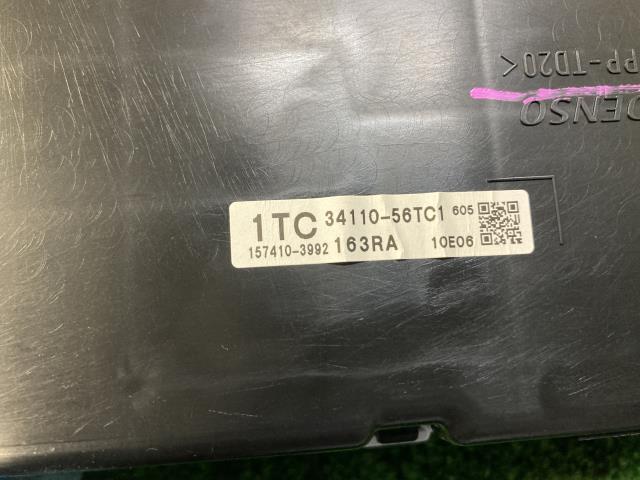 >PP-TD20<
DENSO
1TC 34110-56TC1 605
157410-3992 163RA 10E06